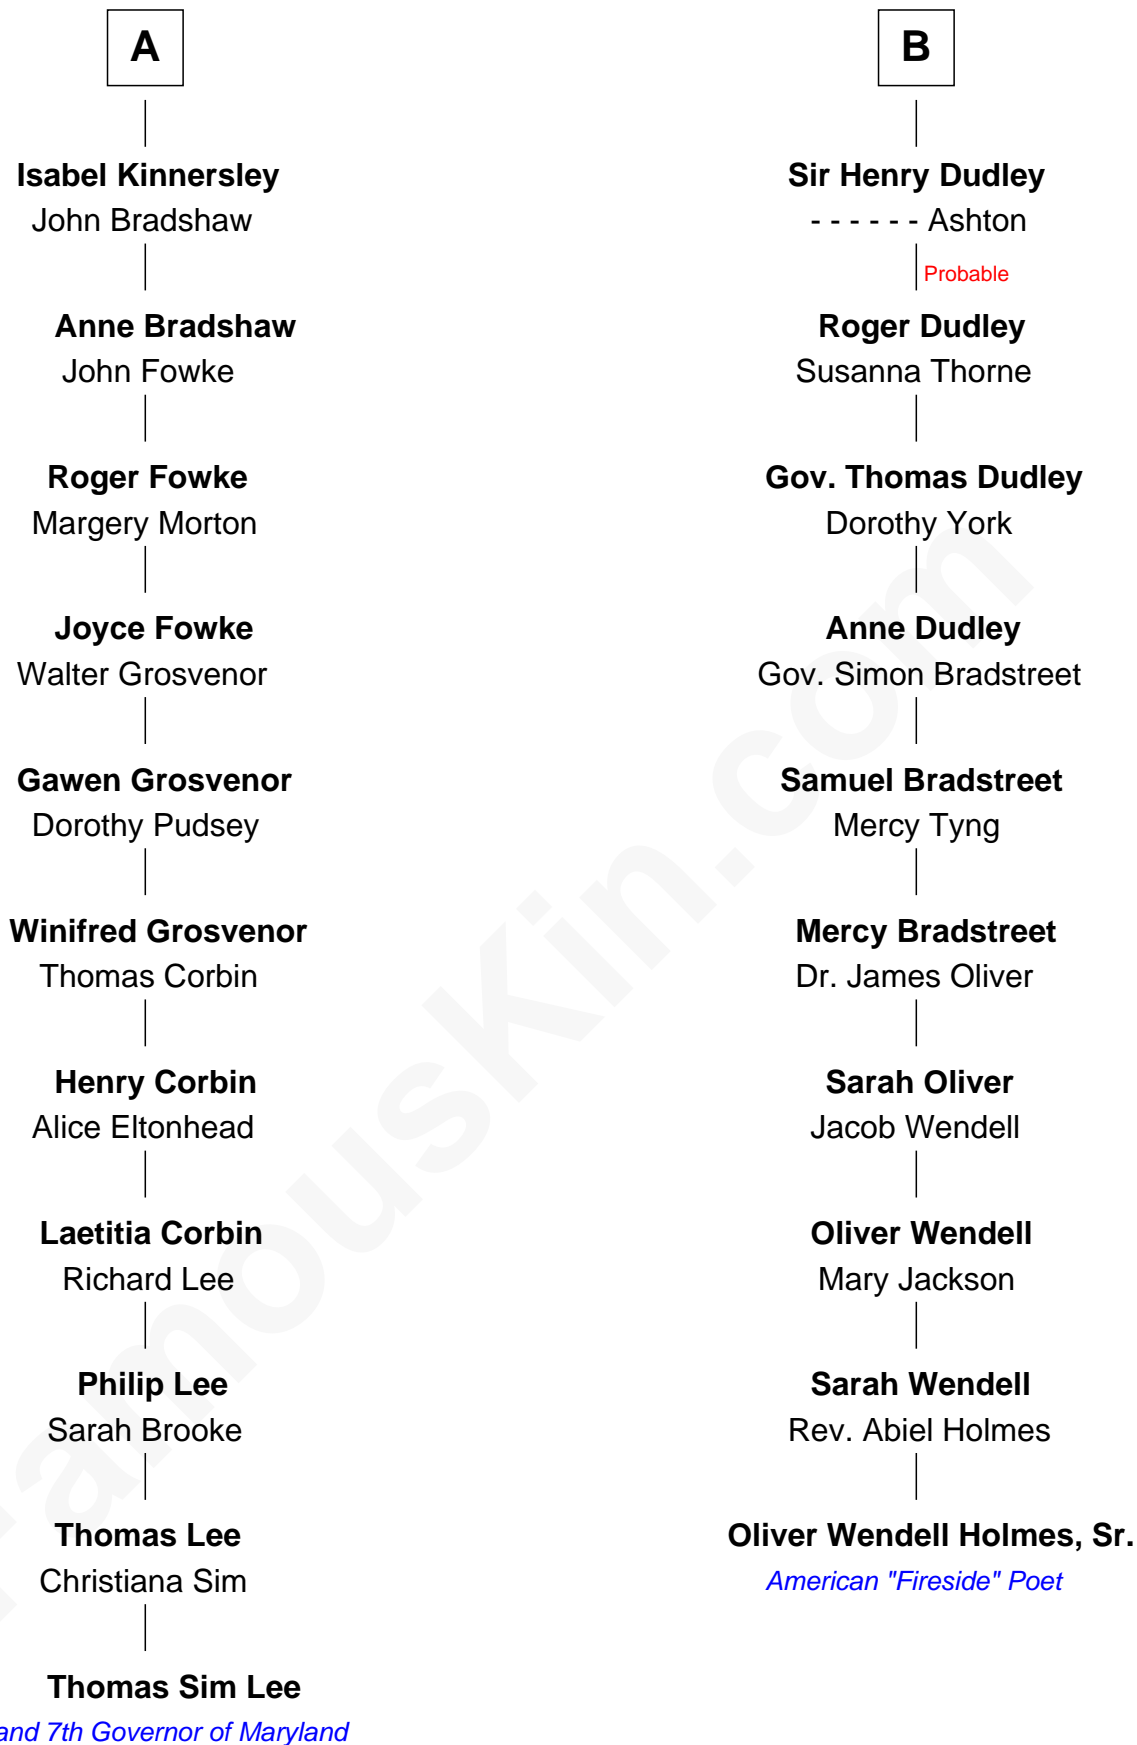 A
Isabel Kinnersley
John Bradshaw
Anne Bradshaw
John Fowke
Roger Fowke
Margery Morton
Joyce Fowke
Walter Grosvenor
Gawen Grosvenor
Dorothy Pudsey
Winifred Grosvenor
Thomas Corbin
Henry Corbin
Alice Eltonhead
Laetitia Corbin
Richard Lee
Philip Lee
Sarah Brooke
Thomas Lee
Christiana Sim
Thomas Sim Lee
and 7th Governor of Maryland
B
Sir Henry Dudley
- - - - - - Ashton
Probable
Roger Dudley
Susanna Thorne
Gov. Thomas Dudley
Dorothy York
Anne Dudley
Gov. Simon Bradstreet
Samuel Bradstreet
Mercy Tyng
Mercy Bradstreet
Dr. James Oliver
Sarah Oliver
Jacob Wendell
Oliver Wendell
Mary Jackson
Sarah Wendell
Rev. Abiel Holmes
Oliver Wendell Holmes, Sr.
American "Fireside" Poet
FamousKin.com